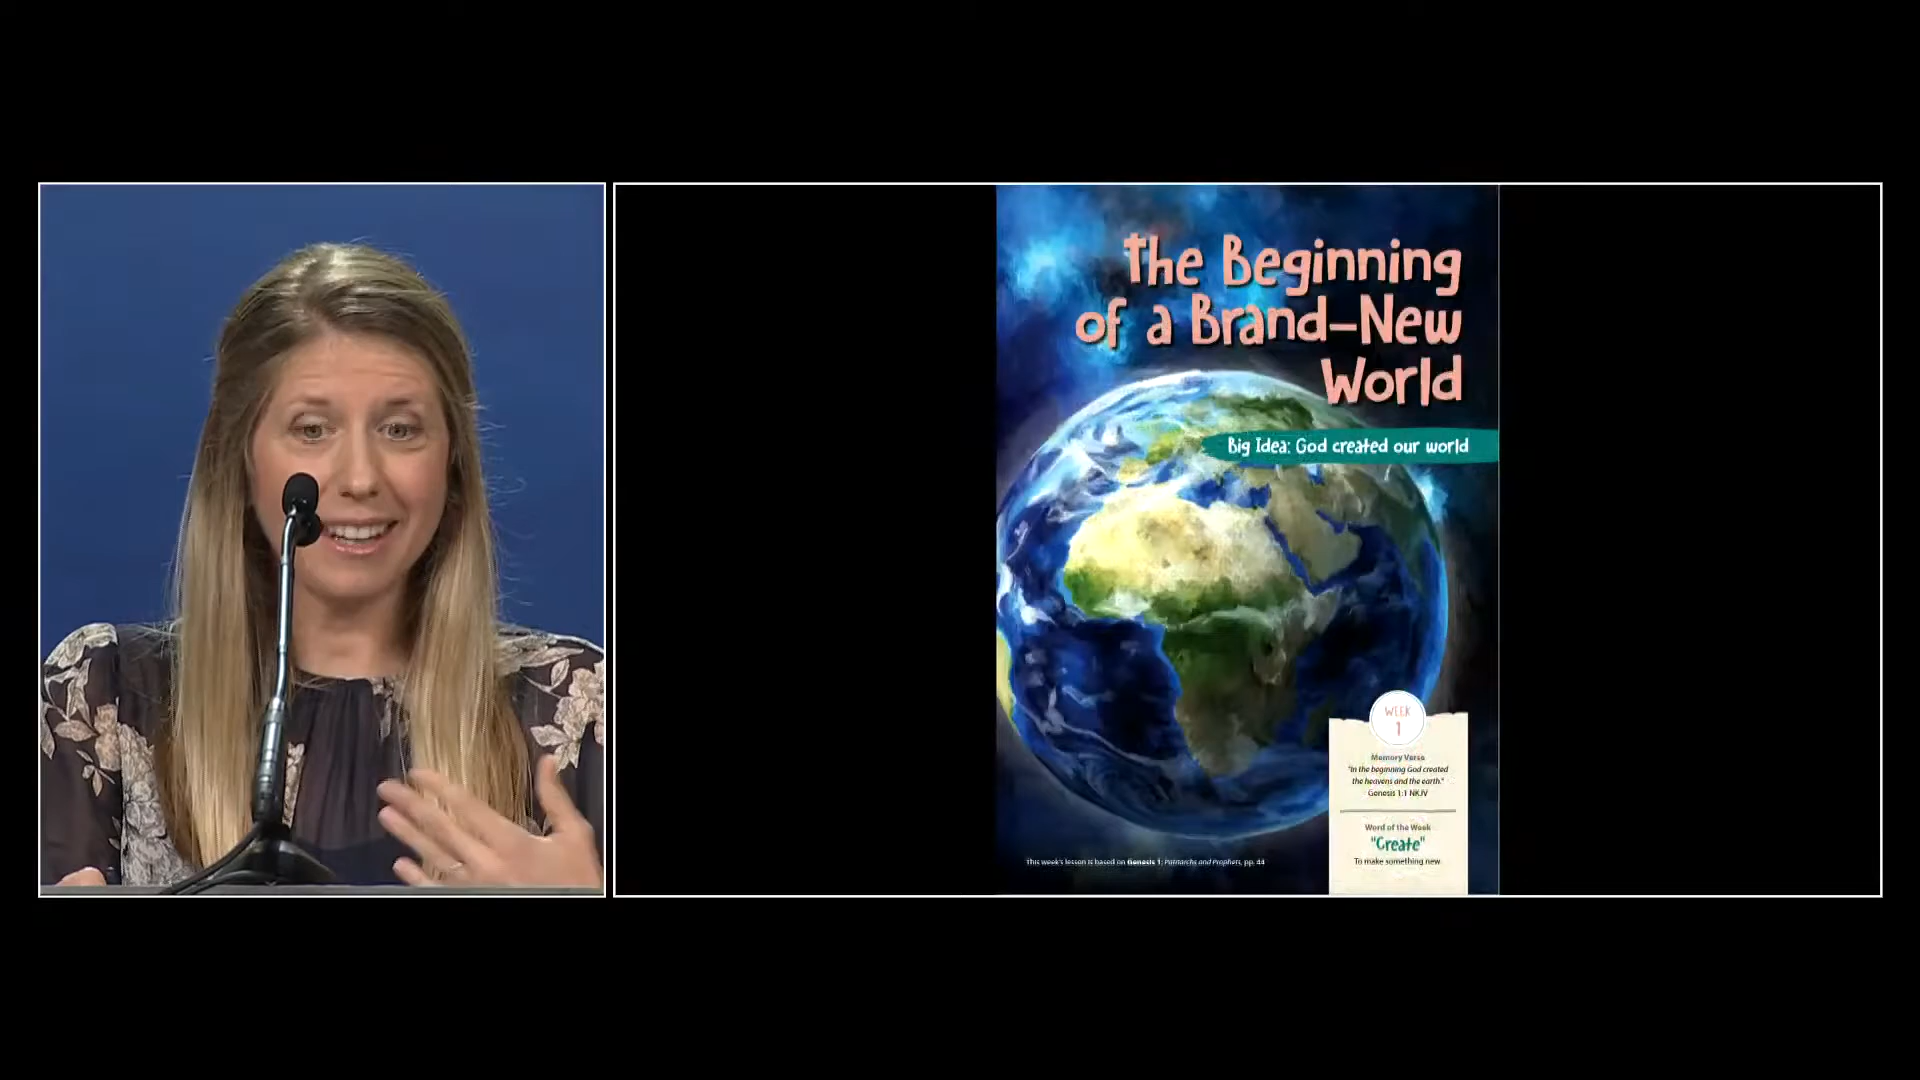 The Beginning
of a Brand-New
World
Big Idea: God created our world
WEEK
1
Memory Verse
"In the beginning God created
the heavens and the earth."
Genesis 1:1 NKJV
Word of the Week
"Create"
To make something new
This week's lesson is based on Genesis 1; Patriarchs and Prophets, pp. 44